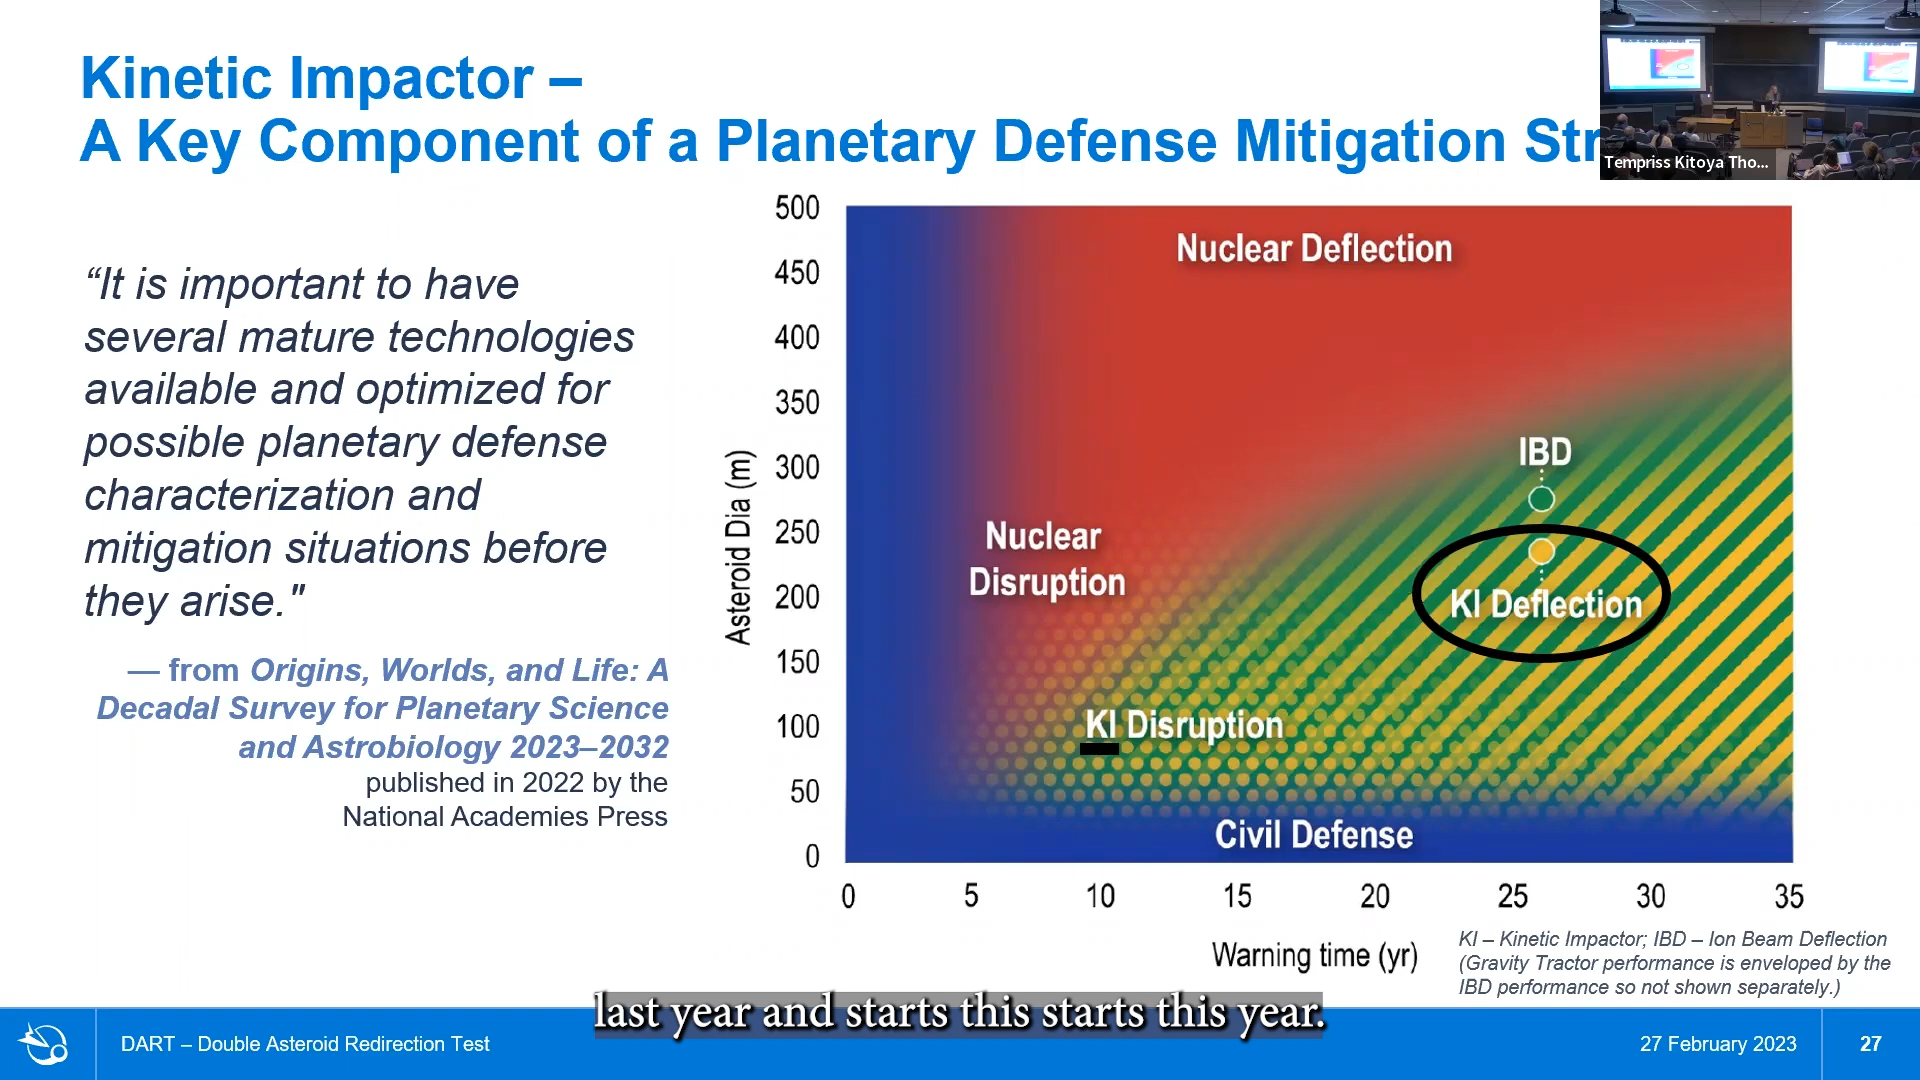 Kinetic Impactor –
A Key Component of a Planetary Defense Mitigation Str
Tempriss Kitoya Tho...
“It is important to have
several mature technologies
available and optimized for
possible planetary defense
characterization and
mitigation situations before
they arise."
— from Origins, Worlds, and Life: A
Decadal Survey for Planetary Science
and Astrobiology 2023–2032
published in 2022 by the
National Academies Press
Asteroid Dia (m)
500
450
400
350
300
250
200
150
100
50
0
Nuclear Deflection
IBD
Nuclear
Disruption
KI Deflection
KI Disruption
Civil Defense
0 5 10 15 20 25 30 35
Warning time (yr)
KI – Kinetic Impactor; IBD – Ion Beam Deflection
(Gravity Tractor performance is enveloped by the
IBD performance so not shown separately.)
last year and starts this starts this year.
DART – Double Asteroid Redirection Test
27 February 2023
27